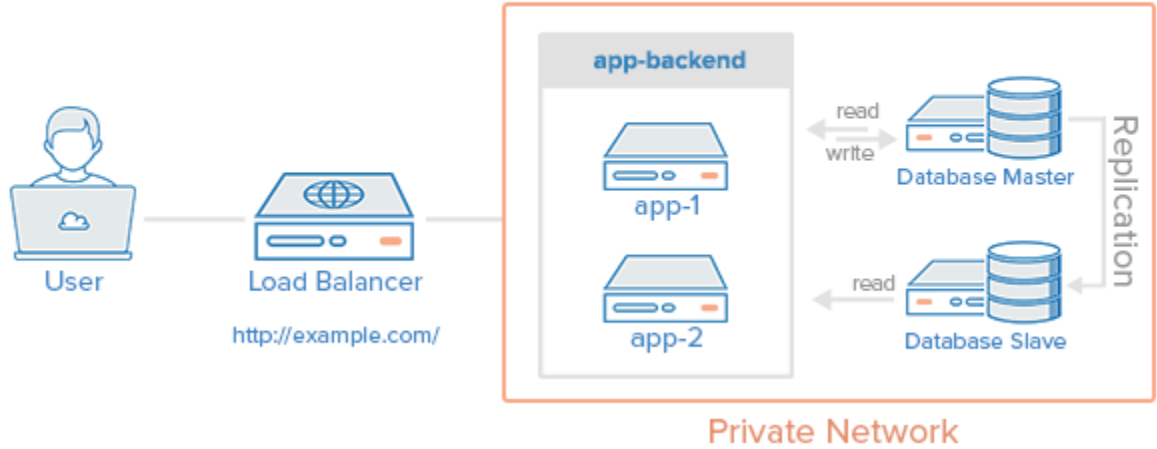 User
Load Balancer
http://example.com/
app-backend
app-1
app-2
read
write
Database Master
Replication
read
Database Slave
Private Network